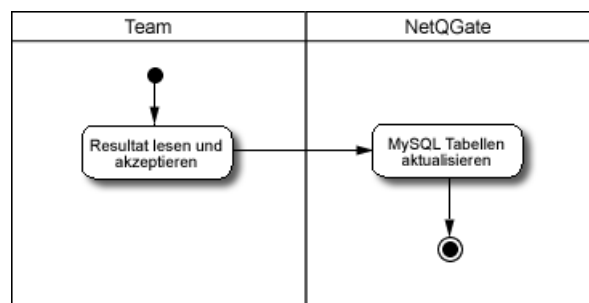 Team
NetQGate
Resultat lesen und
akzeptieren
MySQL Tabellen
aktualisieren